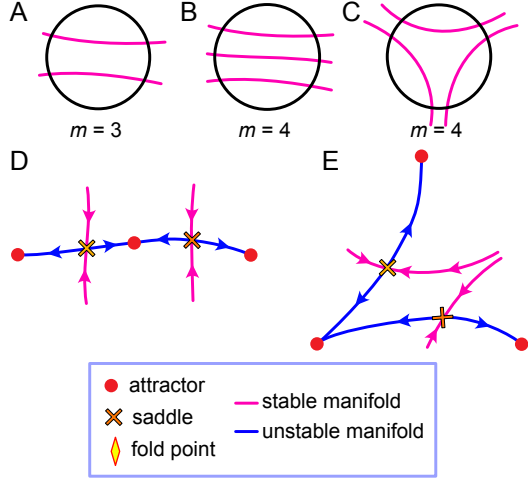 A
B
C
m = 3
m = 4
m = 4
D
E
attractor
saddle
fold point
stable manifold
unstable manifold